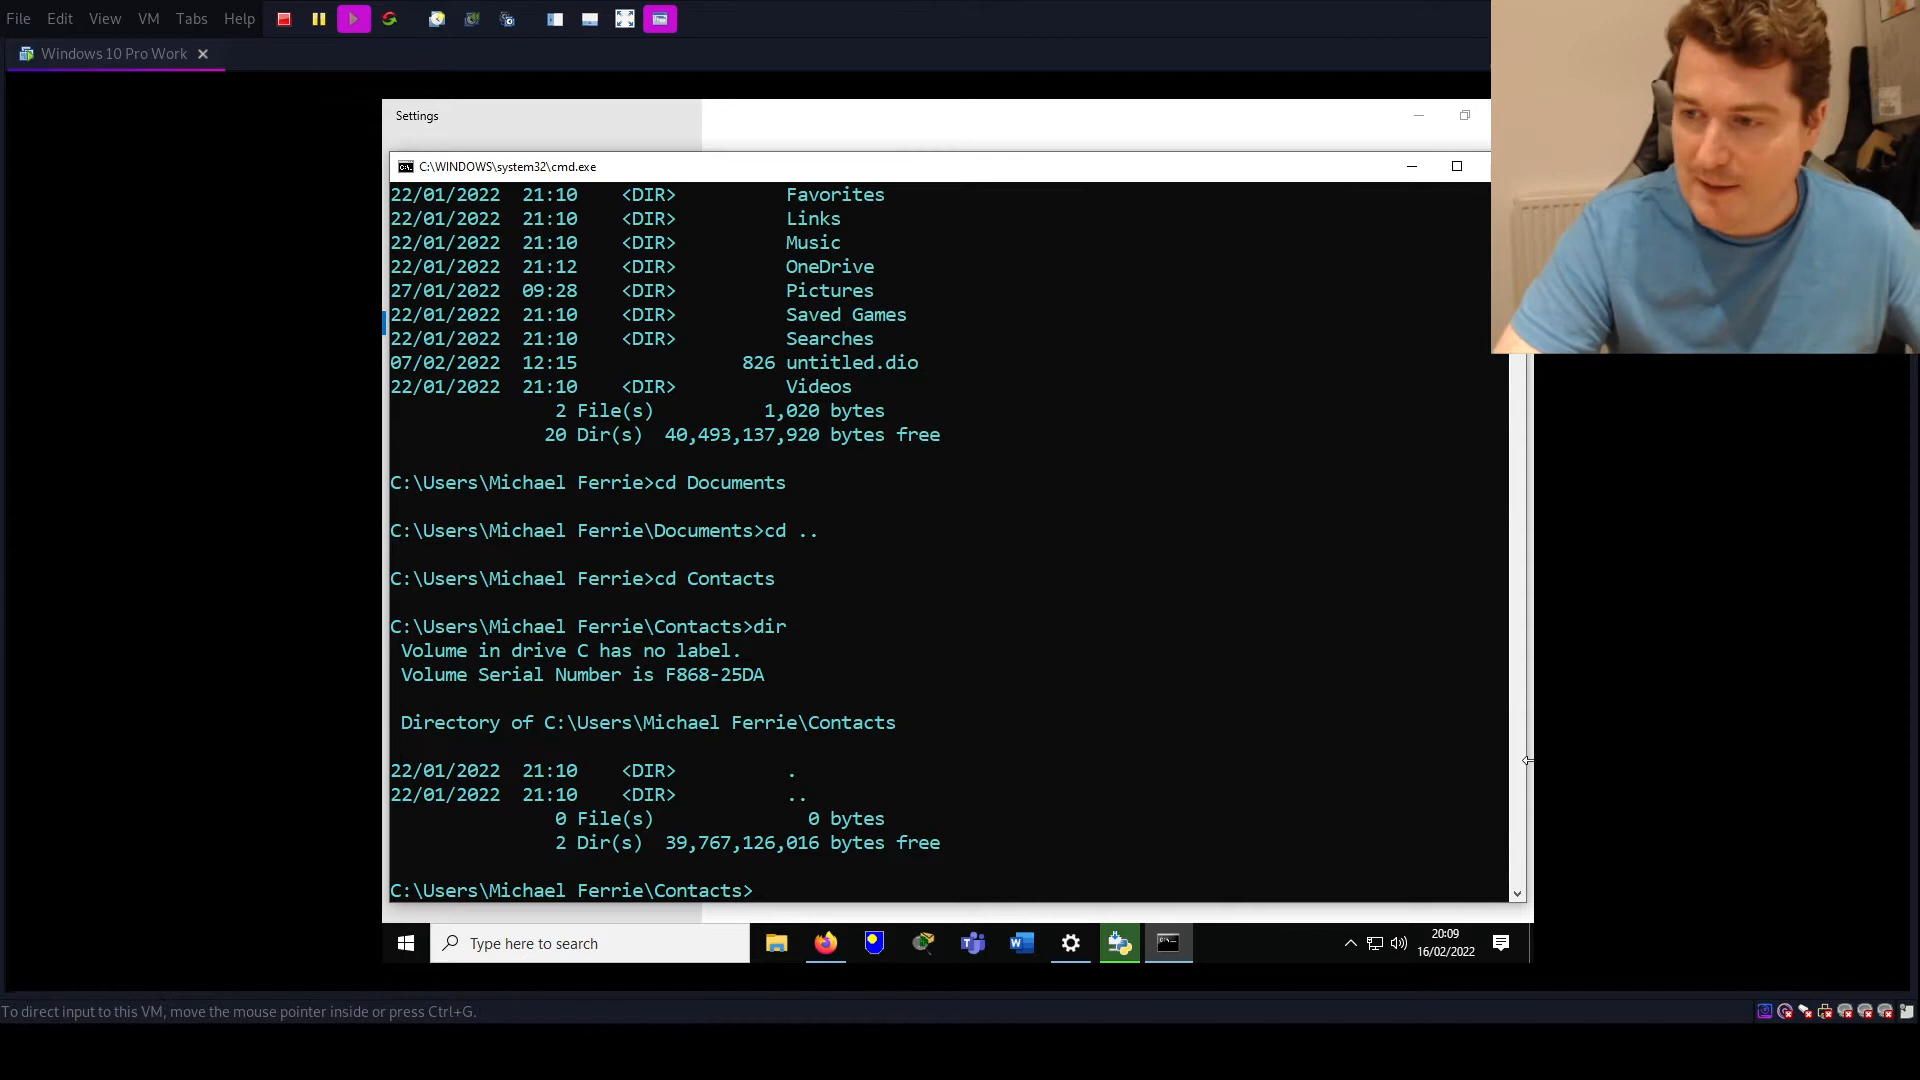 File Edit View VM Tabs Help
Windows 10 Pro Work
Settings
C:\WINDOWS\system32\cmd.exe
22/01/2022  21:10    <DIR>          Favorites
22/01/2022  21:10    <DIR>          Links
22/01/2022  21:10    <DIR>          Music
22/01/2022  21:12    <DIR>          OneDrive
27/01/2022  09:28    <DIR>          Pictures
22/01/2022  21:10    <DIR>          Saved Games
22/01/2022  21:10    <DIR>          Searches
07/02/2022  12:15               826 untitled.dio
22/01/2022  21:10    <DIR>          Videos
2 File(s)          1,020 bytes
20 Dir(s)  40,493,137,920 bytes free
C:\Users\Michael Ferrie>cd Documents
C:\Users\Michael Ferrie\Documents>cd ..
C:\Users\Michael Ferrie>cd Contacts
C:\Users\Michael Ferrie\Contacts>dir
Volume in drive C has no label.
Volume Serial Number is F868-25DA
Directory of C:\Users\Michael Ferrie\Contacts
22/01/2022  21:10    <DIR>          .
22/01/2022  21:10    <DIR>          ..
0 File(s)              0 bytes
2 Dir(s)  39,767,126,016 bytes free
C:\Users\Michael Ferrie\Contacts>
Type here to search
20:09
16/02/2022
To direct input to this VM, move the mouse pointer inside or press Ctrl+G.